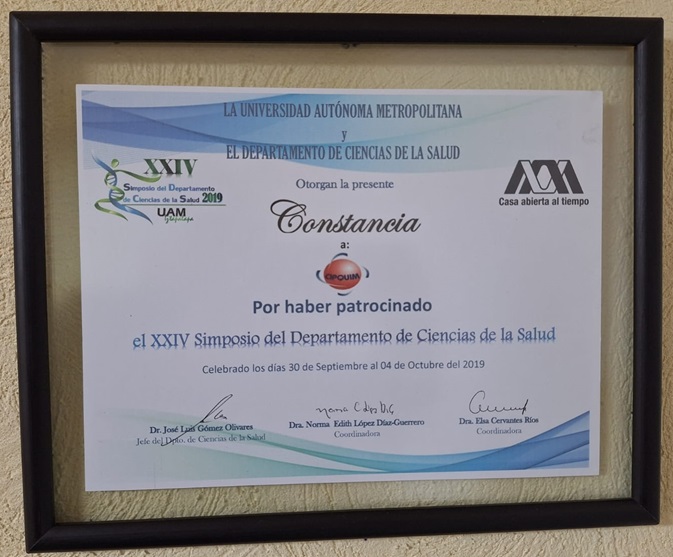 LA UNIVERSIDAD AUTÓNOMA METROPOLITANA
y
EL DEPARTAMENTO DE CIENCIAS DE LA SALUD
XXIV
Simposio del Departamento
de Ciencias de la Salud 2019
UAM
Iztapalapa
Casa abierta al tiempo
Otorgan la presente
Constancia
a:
Por haber patrocinado
el XXIV Simposio del Departamento de Ciencias de la Salud
Celebrado los días 30 de Septiembre al 04 de Octubre del 2019
Dr. José Luis Gómez Olivares
Jefe del Dpto. de Ciencias de la Salud
Dra. Norma Edith López Díaz-Guerrero
Coordinadora
Dra. Elsa Cervantes Ríos
Coordinadora